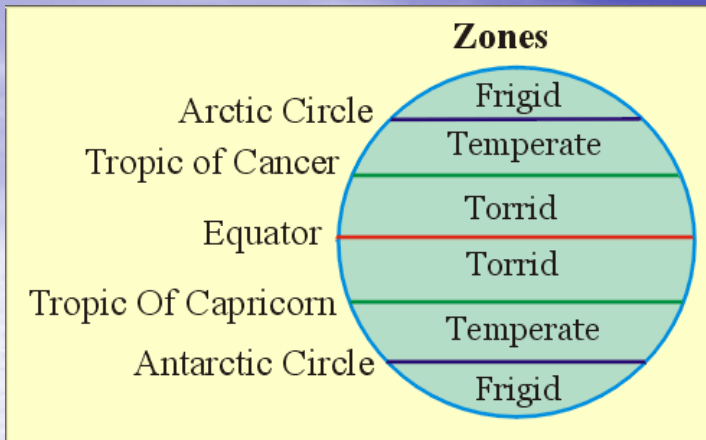 Zones
Frigid
Arctic Circle
Temperate
Tropic of Cancer
Torrid
Equator
Torrid
Tropic Of Capricorn
Temperate
Antarctic Circle
Frigid